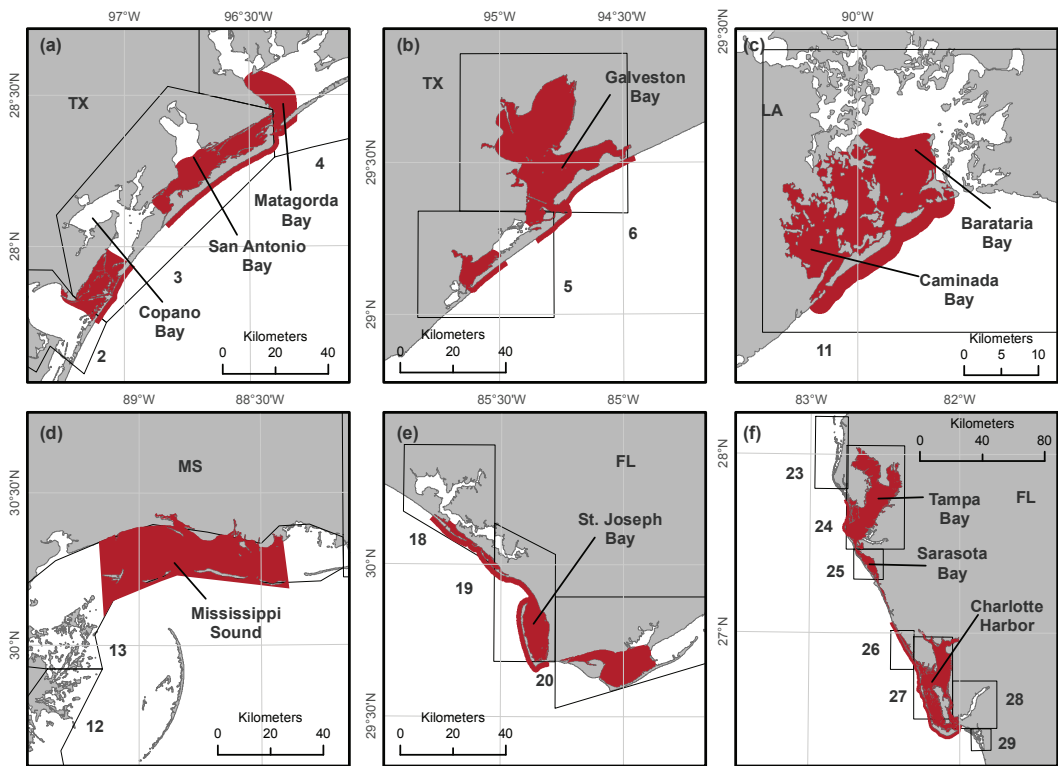 97°W
96°30'W
(a)
TX
28°30'N
28°N
4
Matagorda
Bay
San Antonio
Bay
3
Copano
Bay
2
Kilometers
0 20 40
95°W
94°30'W
(b)
TX
Galveston
Bay
29°30'N
29°N
6
5
Kilometers
0 20 40
90°W
29°30'N
(c)
LA
Barataria
Bay
Caminada
Bay
11
Kilometers
0 5 10
89°W
88°30'W
(d)
MS
30°30'N
30°N
Mississippi
Sound
13
12
Kilometers
0 20 40
85°30'W
85°W
(e)
FL
St. Joseph
Bay
30°N
29°30'N
18
19
20
Kilometers
0 20 40
83°W
82°W
(f)
Kilometers
0 40 80
28°N
27°N
23
FL
Tampa
Bay
24
Sarasota
Bay
25
Charlotte
Harbor
26
27
28
29